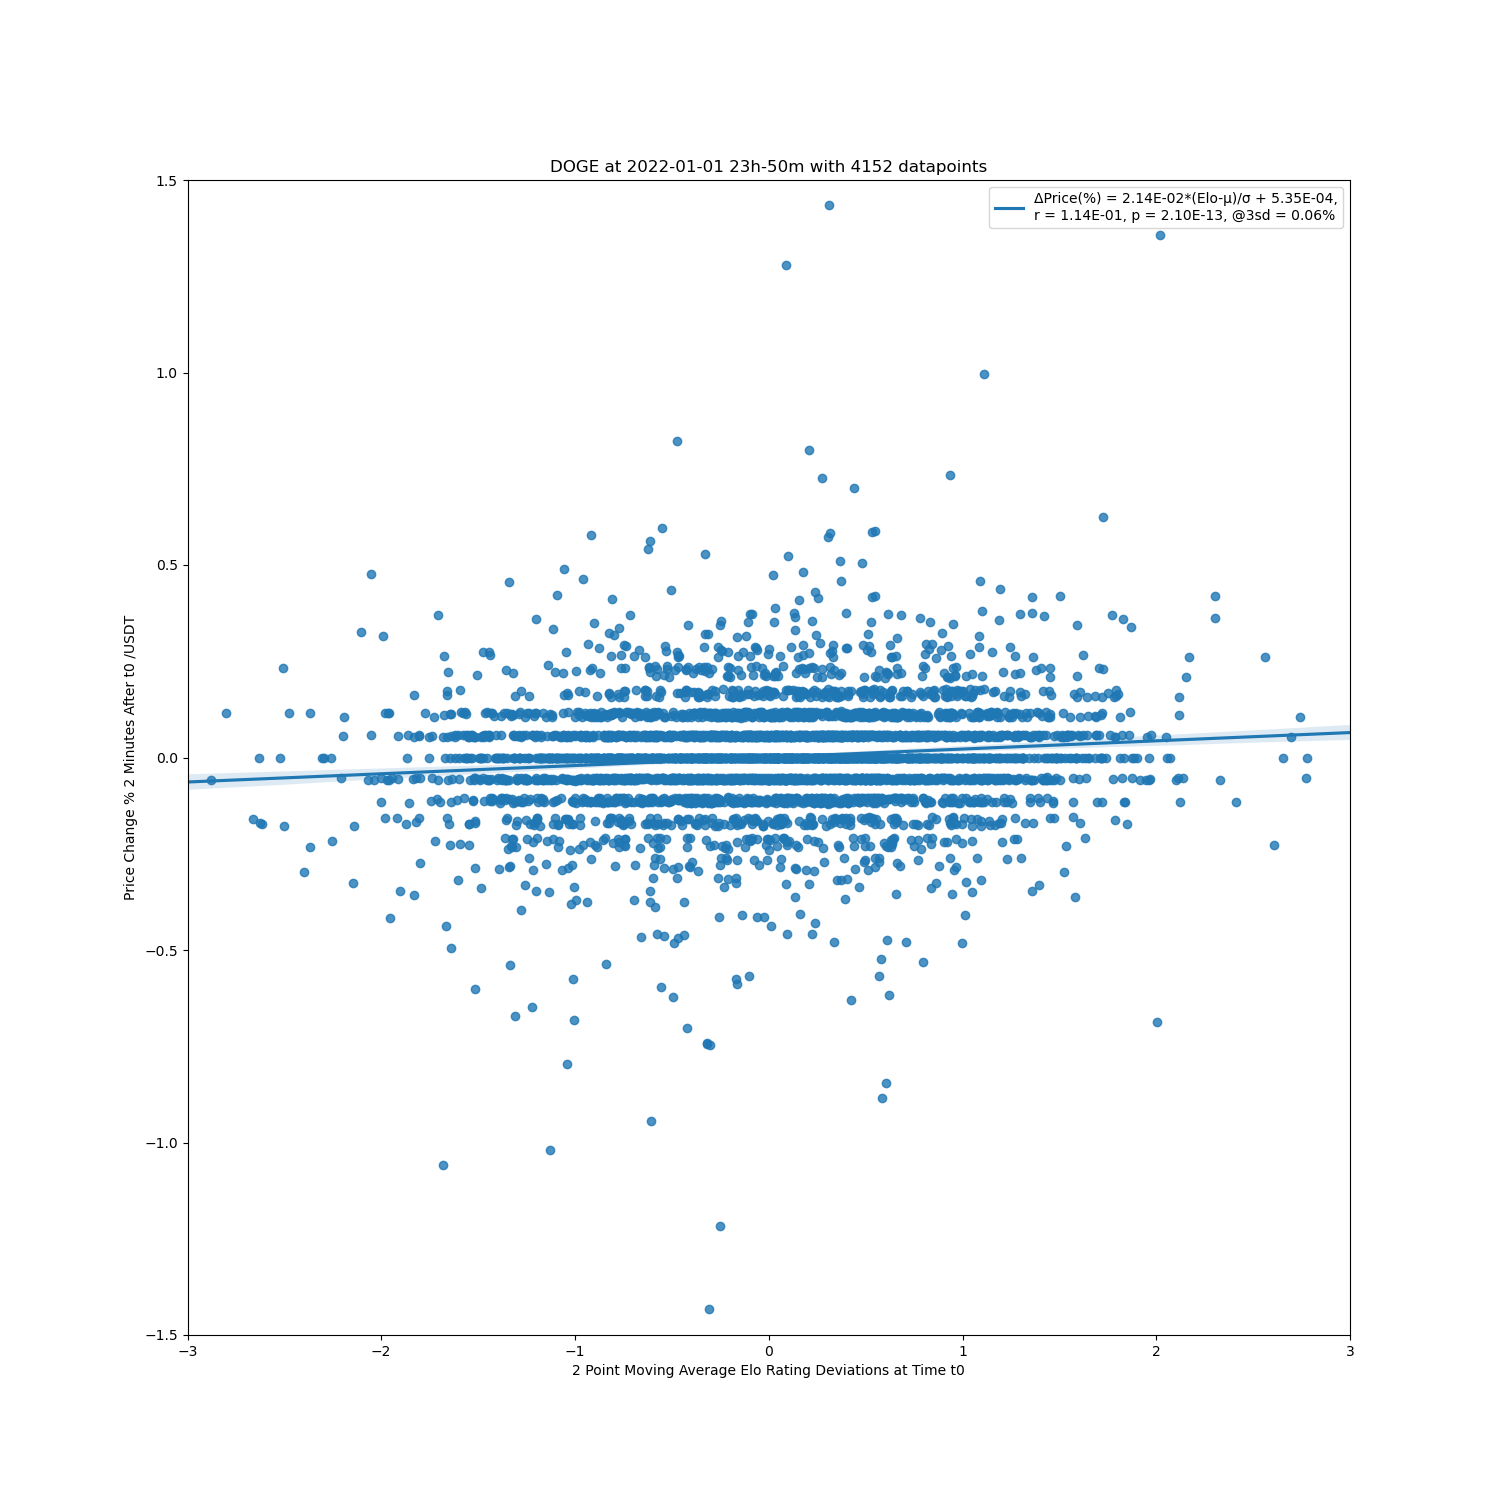 DOGE at 2022-01-01 23h-50m with 4152 datapoints
ΔPrice(%) = 2.14E-02*(Elo-μ)/σ + 5.35E-04,
r = 1.14E-01, p = 2.10E-13, @3sd = 0.06%
Price Change % 2 Minutes After t0 /USDT
1.5
1.0
0.5
0.0
−0.5
−1.0
−1.5
−3
−2
−1
0
1
2
3
2 Point Moving Average Elo Rating Deviations at Time t0